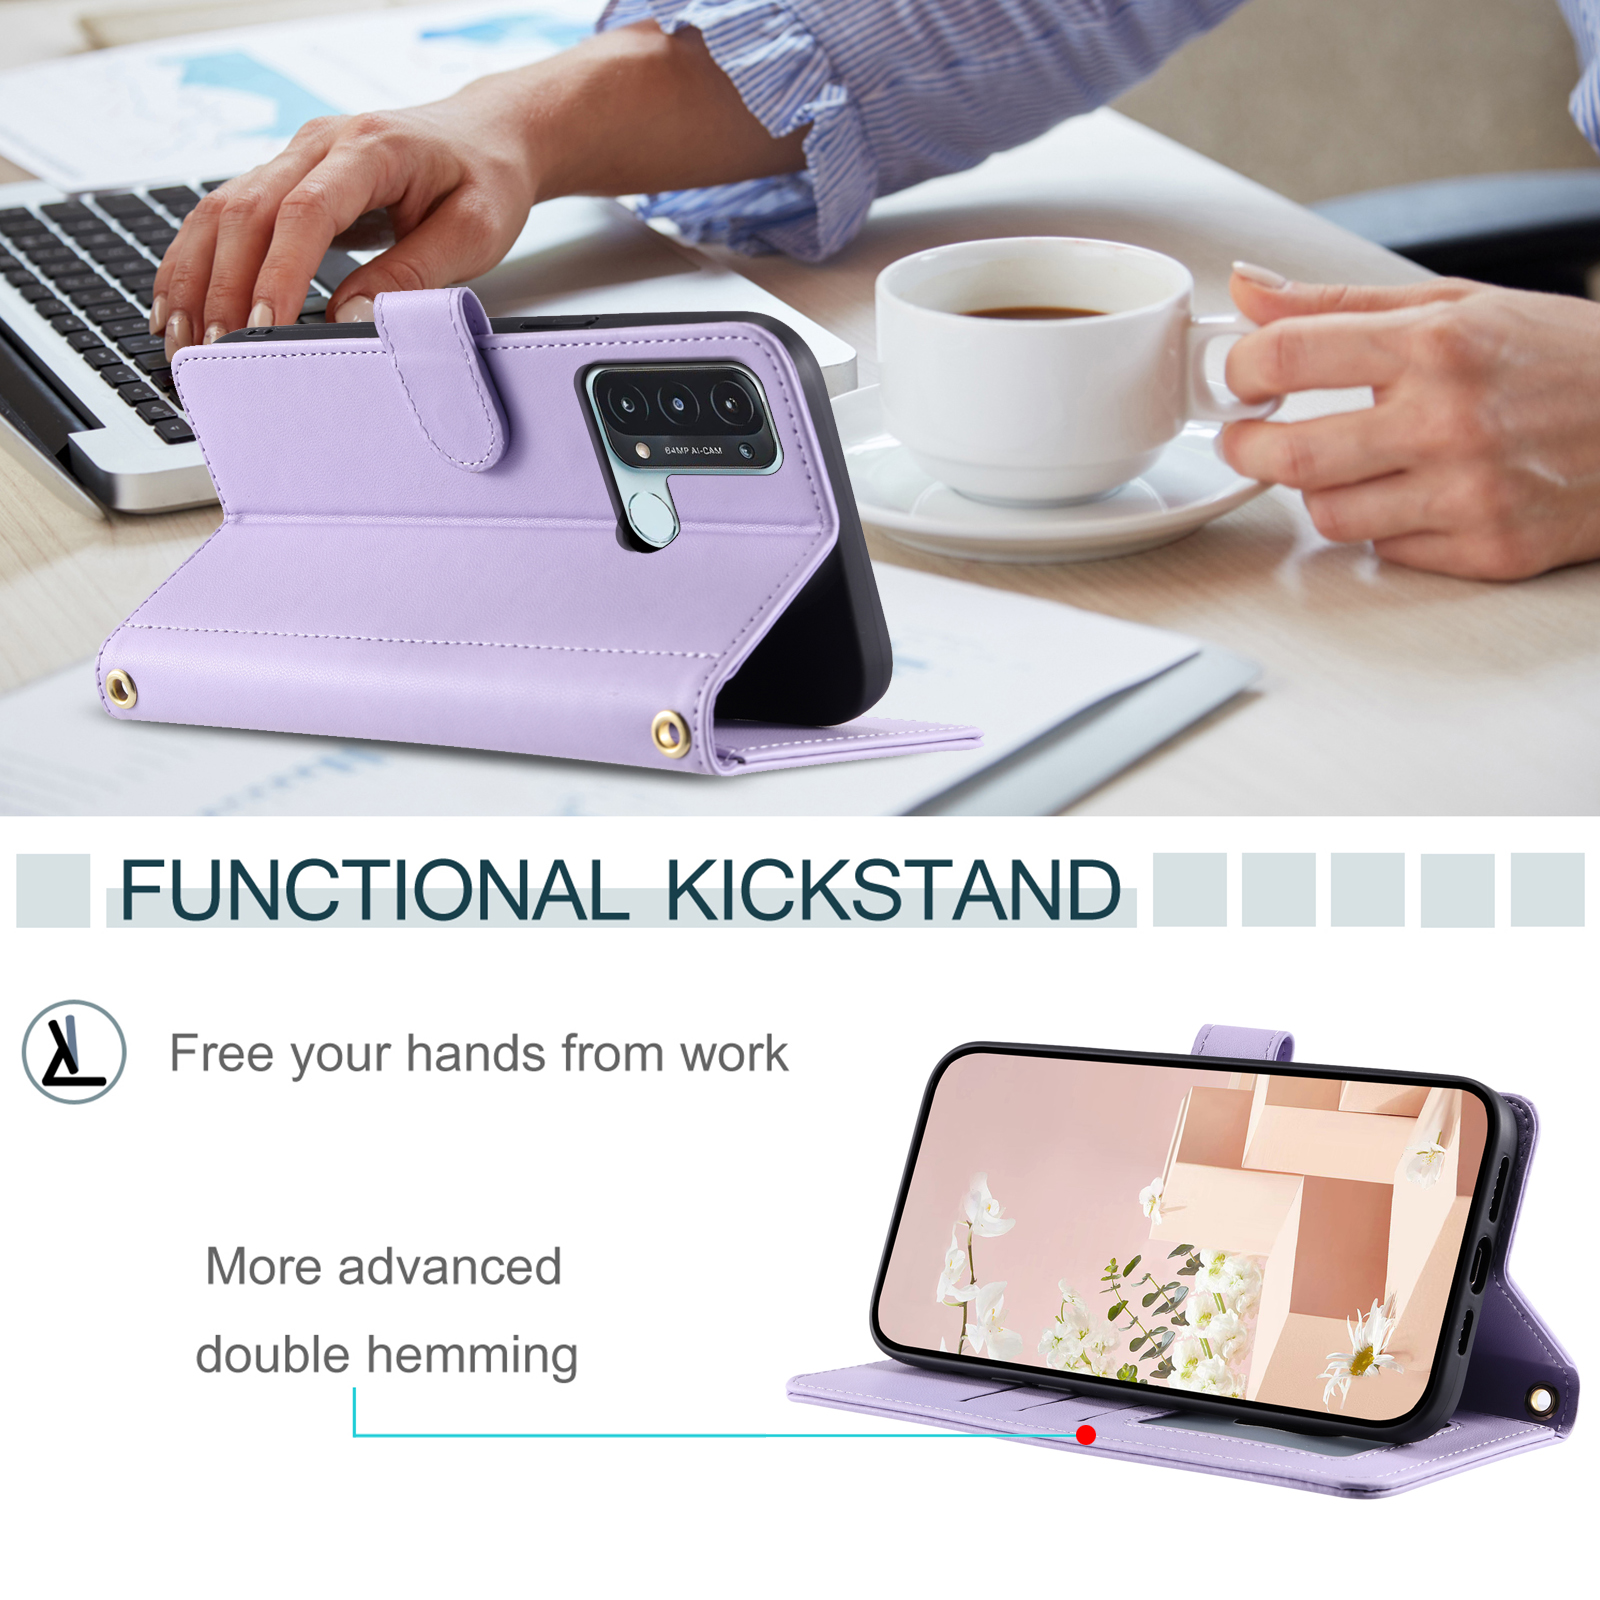 64MP AI-CAM
FUNCTIONAL KICKSTAND
Free your hands from work
More advanced
double hemming